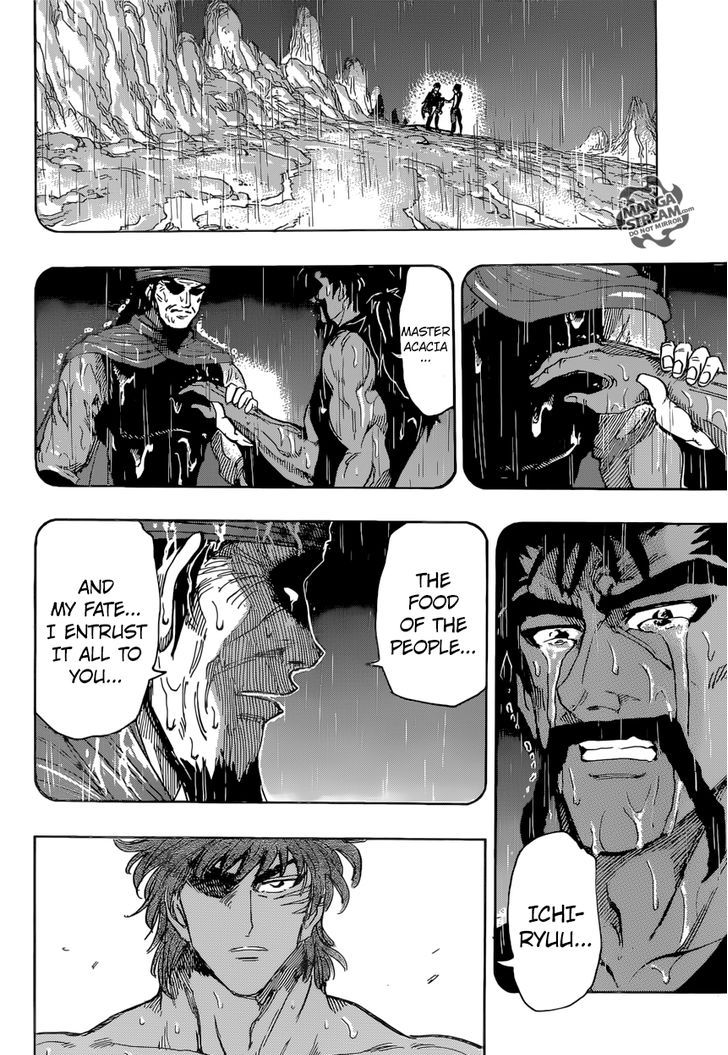 MANGA
STREAM
.COM
DO NOT MIRROR
MASTER
ACACIA
...
ICHI-
RYUU...
THE
FOOD
OF THE
PEOPLE...
AND
MY FATE...
I ENTRUST
IT ALL TO
YOU...